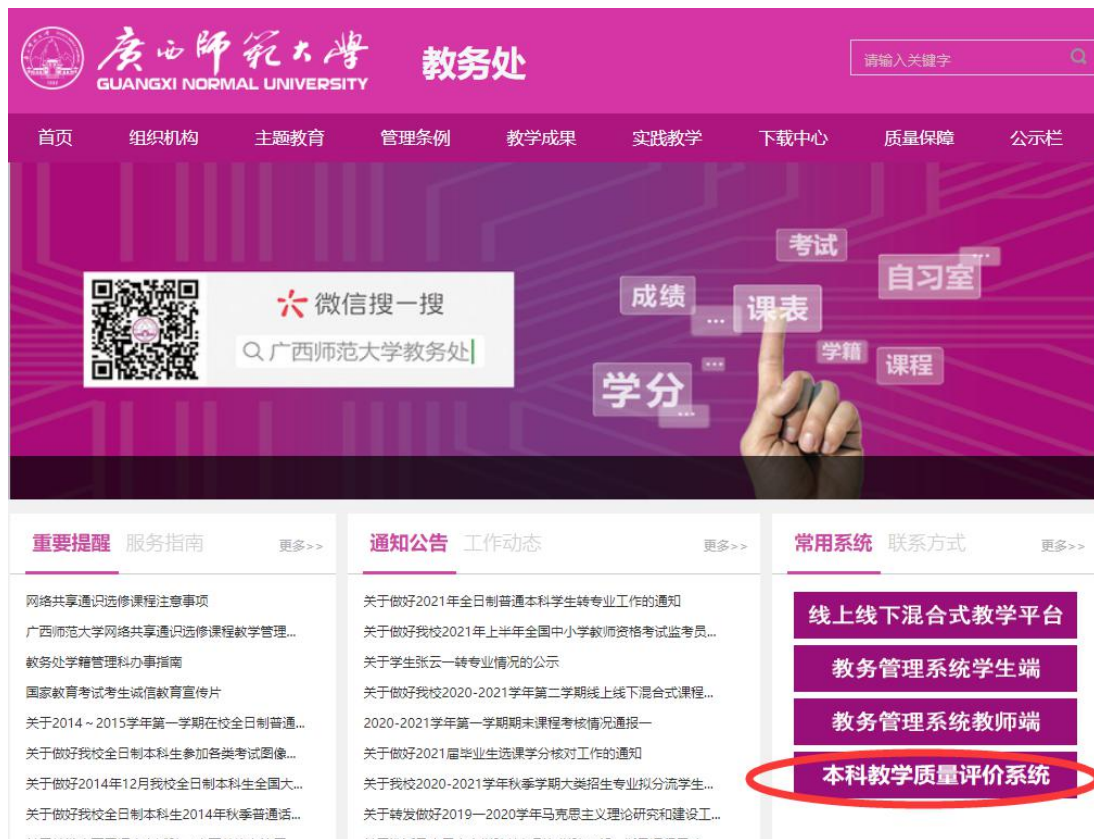 廣西師範大學
GUANGXI NORMAL UNIVERSITY
教务处
请输入关键字
首页 组织机构 主题教育 管理条例 教学成果 实践教学 下载中心 质量保障 公示栏
微信搜一搜
广西师范大学教务处
考试
自习室
...
成绩
...
课表
学籍
课程
...
学分
...
重要提醒 服务指南 更多>>
网络共享通识选修课程注意事项
广西师范大学网络共享通识选修课程教学管理...
教务处学籍管理科办事指南
国家教育考试考生诚信教育宣传片
关于2014～2015学年第一学期在校全日制普通...
关于做好我校全日制本科生参加各类考试图像...
关于做好2014年12月我校全日制本科生全国大...
关于做好我校全日制本科生2014年秋季普通话...
通知公告 工作动态 更多>>
关于做好2021年全日制普通本科学生转专业工作的通知
关于做好我校2021年上半年全国中小学教师资格考试监考员...
关于学生张云一转专业情况的公示
关于做好我校2020-2021学年第二学期线上线下混合式课程...
2020-2021学年第一学期期末课程考核情况通报一
关于做好2021届毕业生选课学分核对工作的通知
关于我校2020-2021学年秋季学期大类招生专业拟分流学生...
关于转发做好2019—2020学年马克思主义理论研究和建设工...
常用系统 联系方式 更多>>
线上线下混合式教学平台
教务管理系统学生端
教务管理系统教师端
本科教学质量评价系统